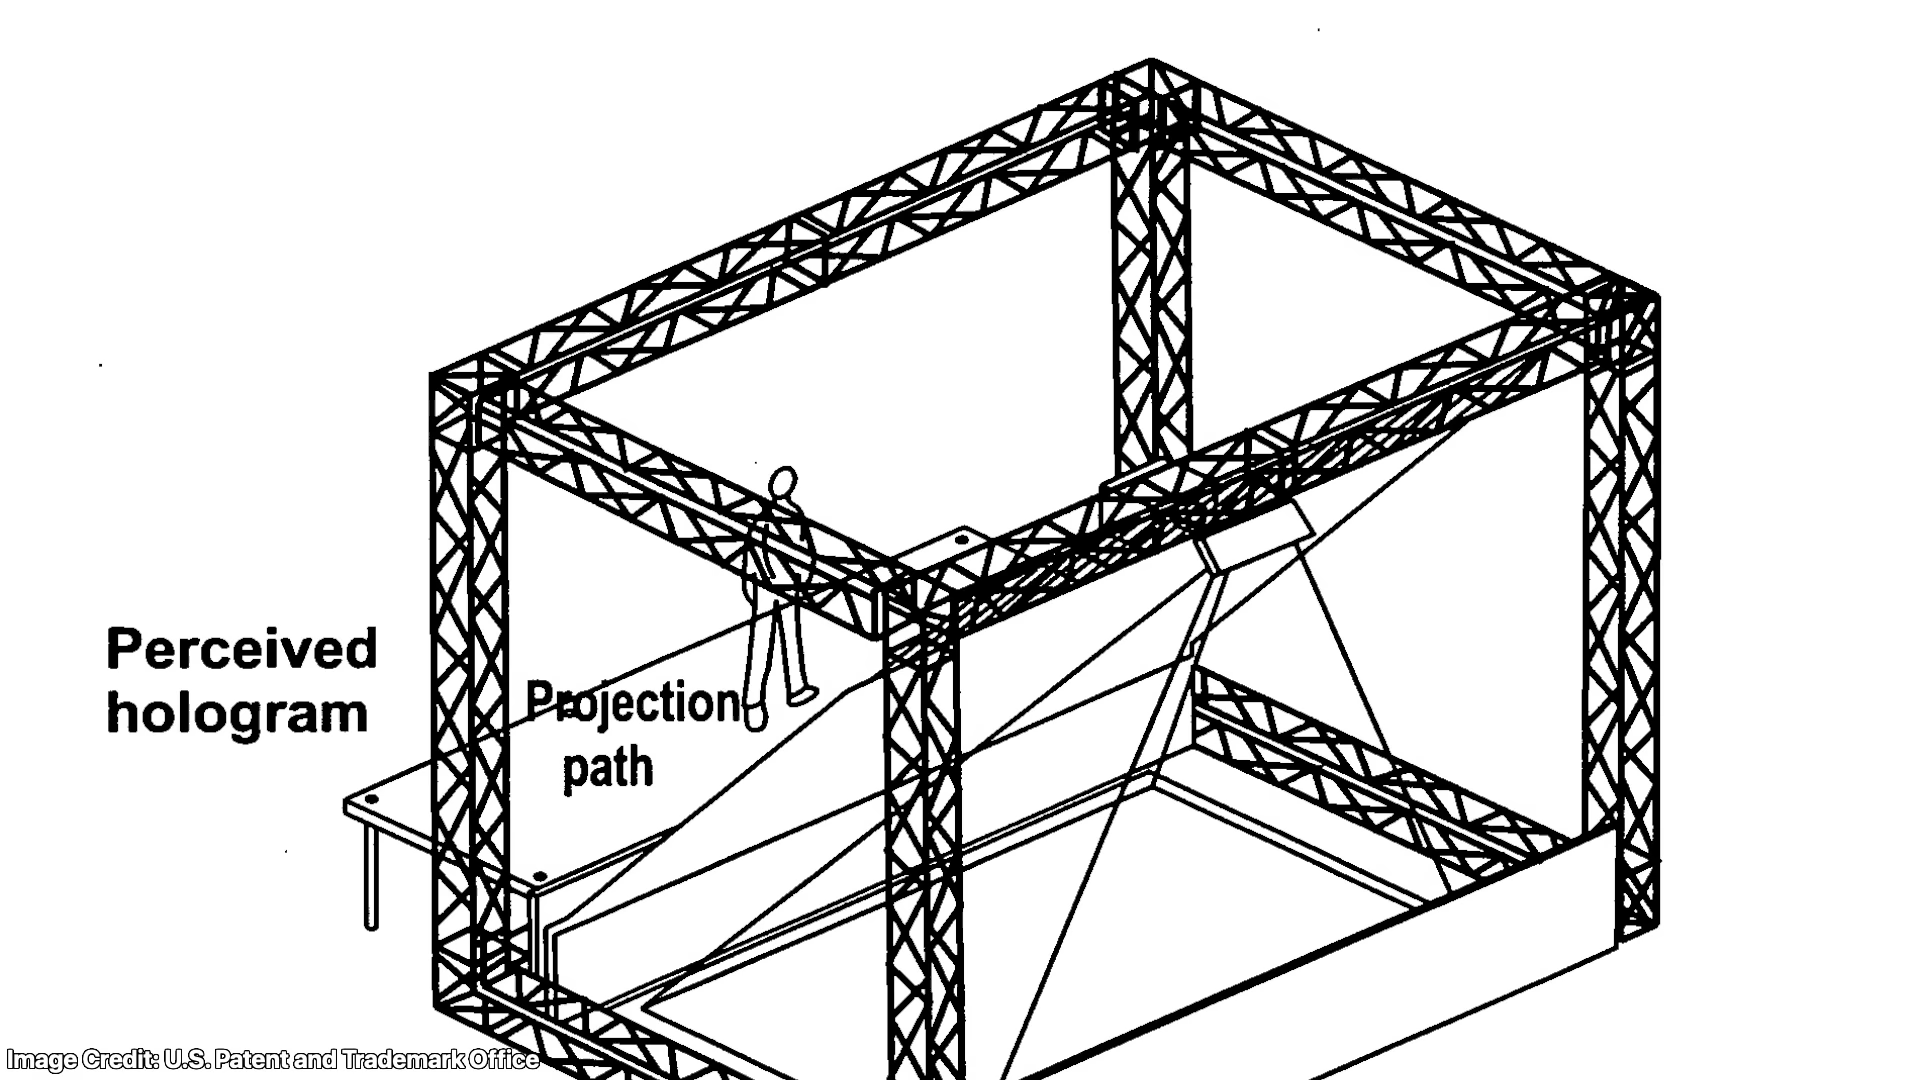 Perceived
hologram
Projection
path
Image Credit: U.S. Patent and Trademark Office